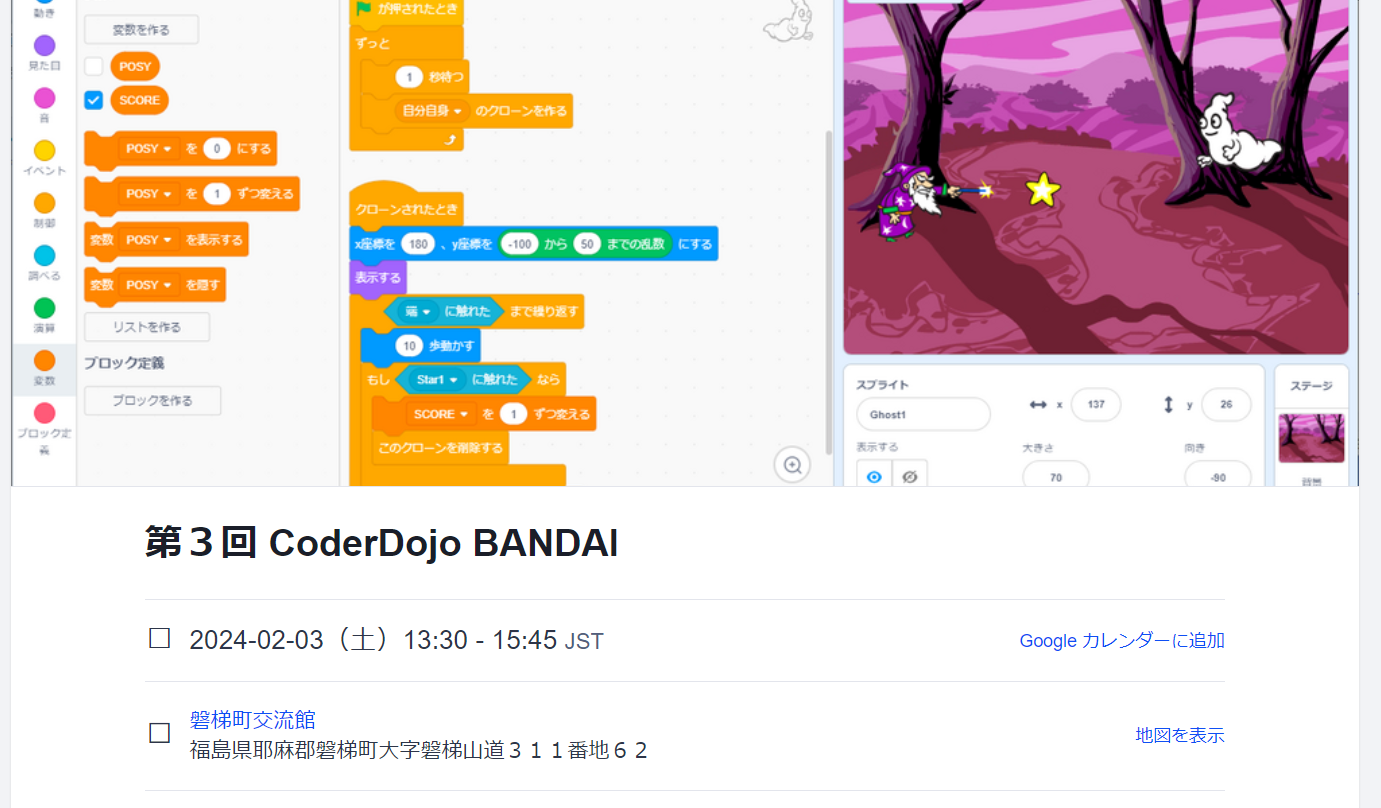 動き
見た目
音
イベント
制御
調べる
演算
変数
ブロック定
義
変数を作る
POSY
SCORE
POSY を 0 にする
POSY を 1 ずつ変える
変数 POSY を表示する
変数 POSY を隠す
リストを作る
ブロック定義
ブロックを作る
が押されたとき
ずっと
1 秒待つ
自分自身 のクローンを作る
クローンされたとき
x座標を 180 、y座標を -100 から 50 までの乱数 にする
表示する
端 に触れた まで繰り返す
10 歩動かす
もし Start1 に触れた なら
SCORE を 1 ずつ変える
このクローンを削除する
スプライト
Ghost1
x 137
y 26
表示する
大きさ
70
向き
-90
ステージ
背景
第３回 CoderDojo BANDAI
2024-02-03（土）13:30 - 15:45 JST
Google カレンダーに追加
磐梯町交流館
福島県耶麻郡磐梯町大字磐梯山道３１１番地６２
地図を表示